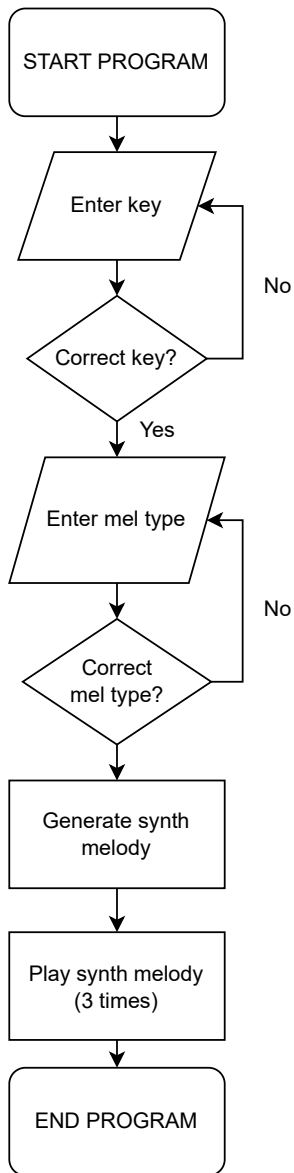 START PROGRAM
Enter key
No
Correct key?
Yes
Enter mel type
No
Correct
mel type?
Generate synth
melody
Play synth melody
(3 times)
END PROGRAM